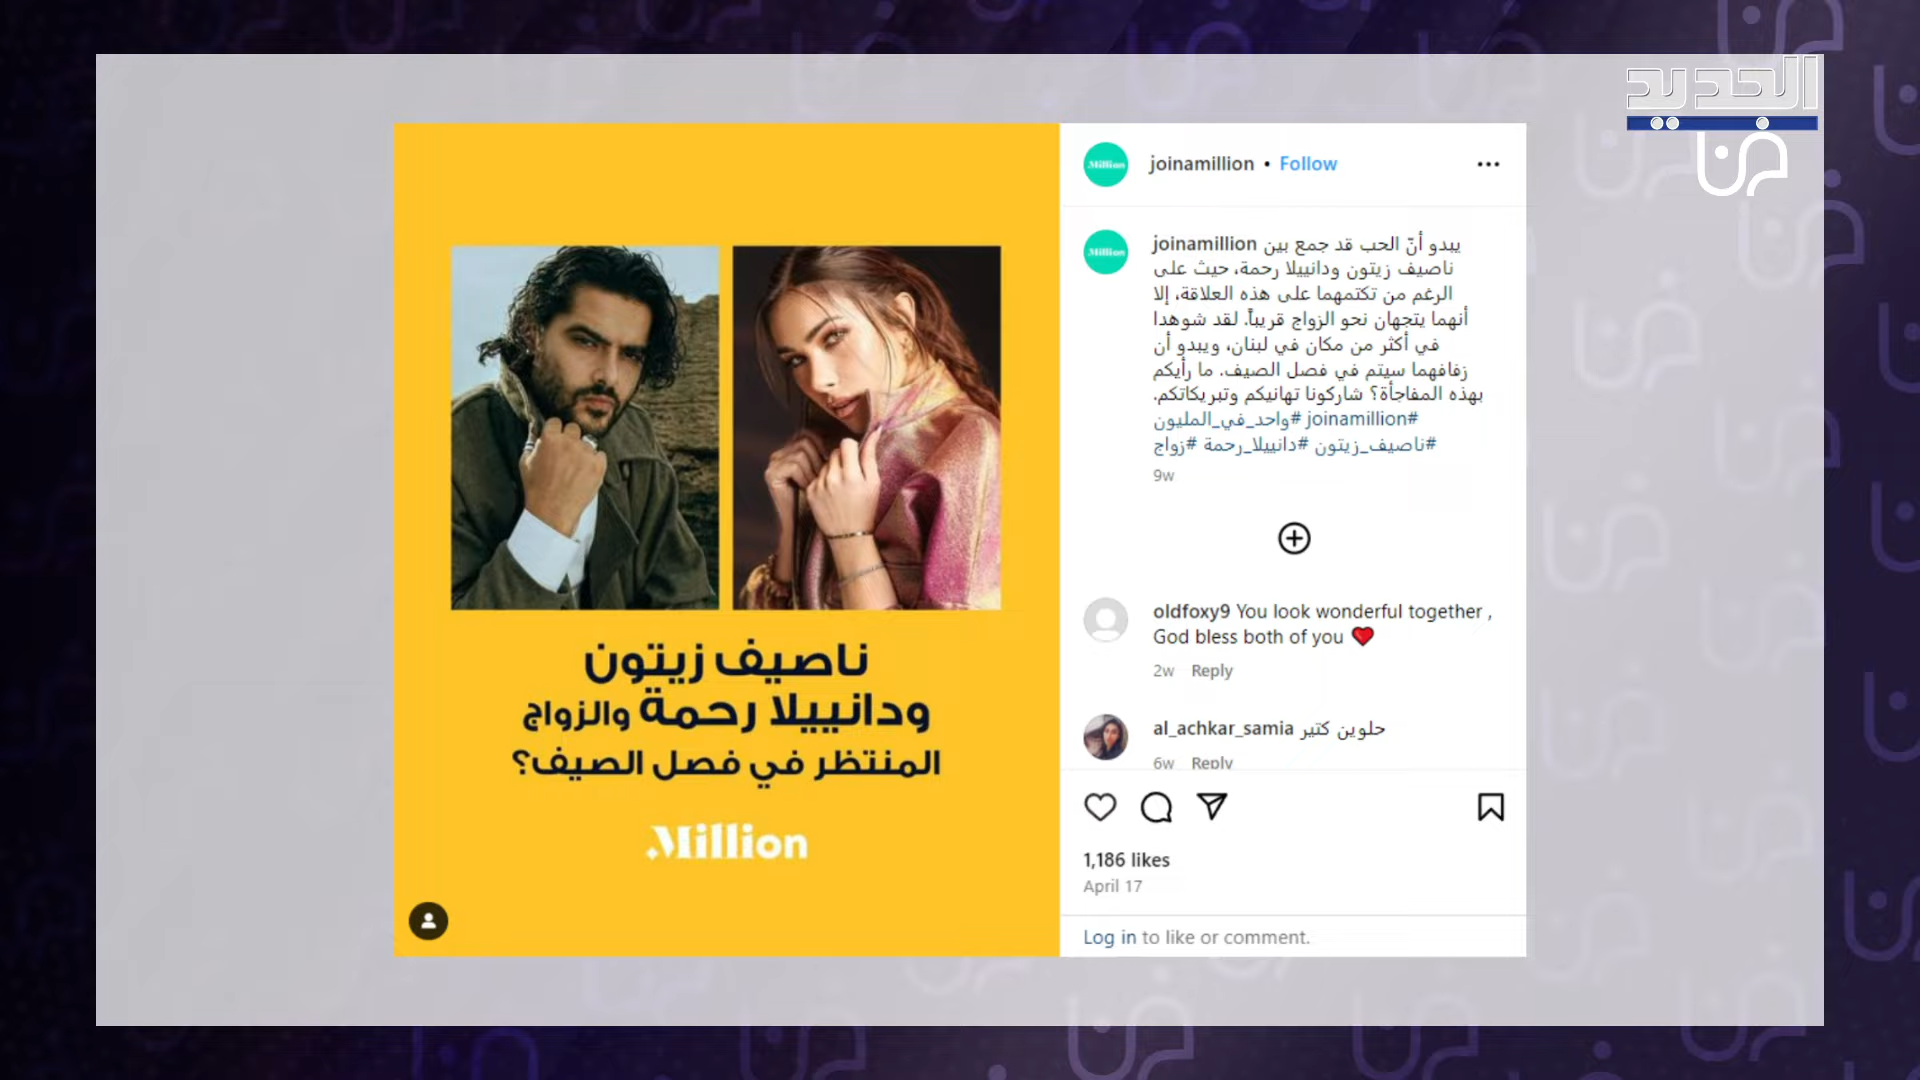 الجديد
فن
ناصيف زيتون
ودانييلا رحمة والزواج
المنتظر في فصل الصيف؟
Million
Million
joinamillion • Follow
Million
joinamillion يبدو أنّ الحب قد جمع بين
ناصيف زيتون ودانييلا رحمة، حيث على
الرغم من تكتمهما على هذه العلاقة، إلا
أنهما يتجهان نحو الزواج قريباً. لقد شوهدا
في أكثر من مكان في لبنان، ويبدو أن
زفافهما سيتم في فصل الصيف. ما رأيكم
بهذه المفاجأة؟ شاركونا تهانيكم وتبريكاتكم.
#joinamillion #واحد_في_المليون
#ناصيف_زيتون #دانييلا_رحمة #زواج
9w
oldfoxy9 You look wonderful together ,
God bless both of you ❤️
2w Reply
al_achkar_samia حلوين كتير
6w Reply
1,186 likes
April 17
Log in to like or comment.